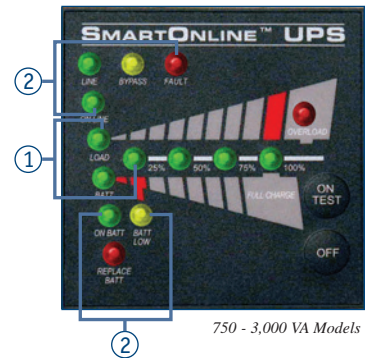 SMARTONLINE™ UPS
LINE BYPASS FAULT
2
ON-LINE
OVERLOAD
LOAD
1
25% 50% 75% 100%
BATT
FULL CHARGE
ON
TEST
ON BATT BATT
LOW
OFF
REPLACE
BATT
2
750 - 3,000 VA Models